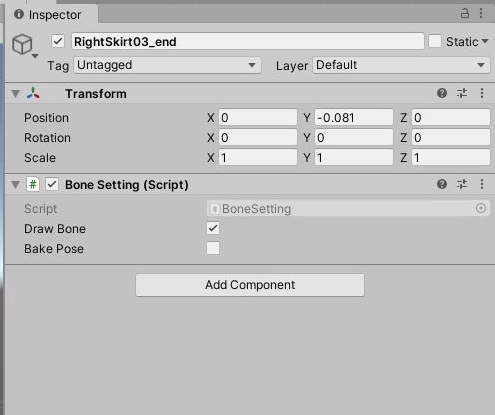 Inspector
RightSkirt03_end Static
Tag Untagged Layer Default
Transform
Position X 0 Y -0.081 Z 0
Rotation X 0 Y 0 Z 0
Scale X 1 Y 1 Z 1
# Bone Setting (Script)
Script # BoneSetting
Draw Bone
Bake Pose
Add Component